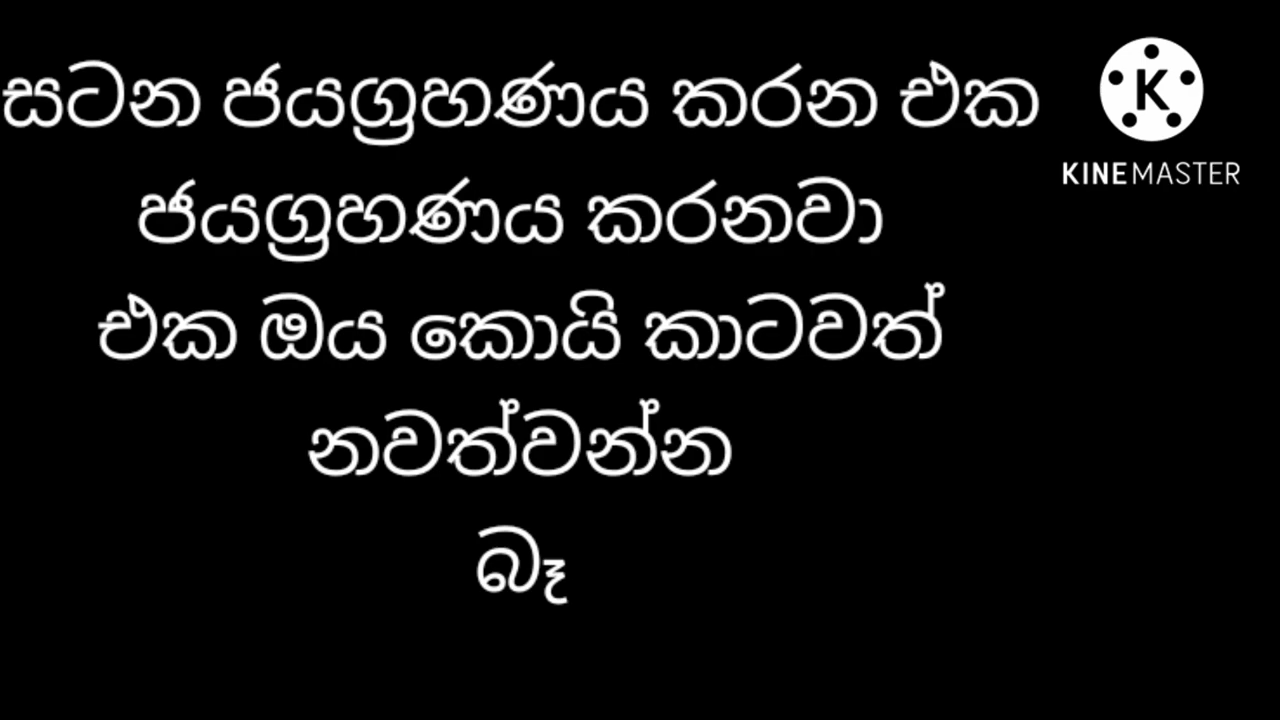 සටන ජයග්‍රහණය කරන එක
ජයග්‍රහණය කරනවා
එක ඔය කොයි කාටවත්
නවත්වන්න
බෑ
K
KINEMASTER